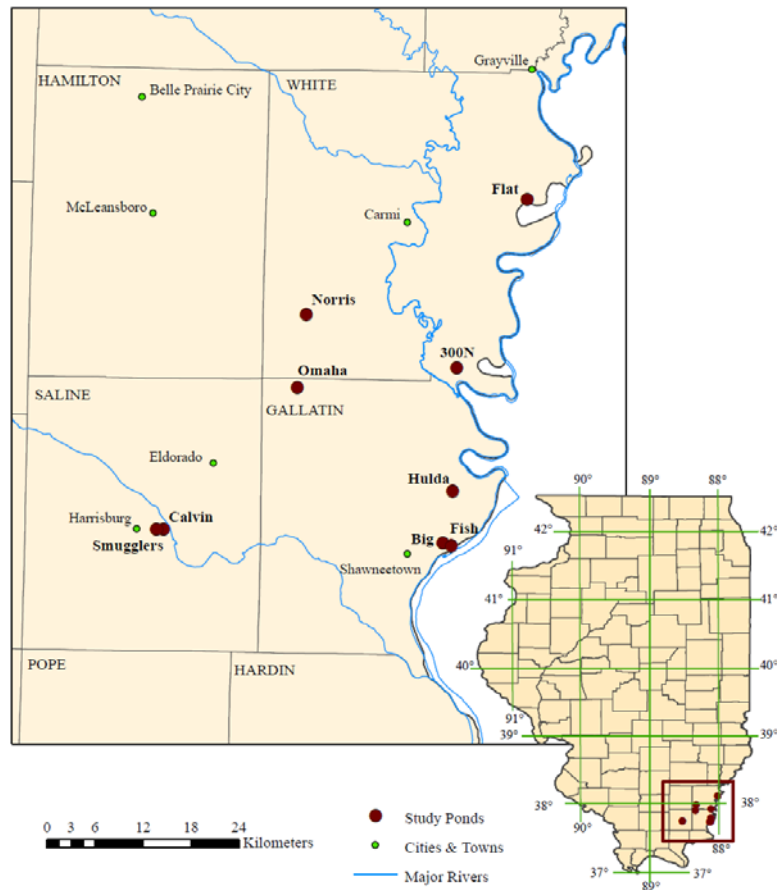 Grayville
HAMILTON
WHITE
Belle Prairie City
Flat
McLeansboro
Carmi
Norris
300N
Omaha
SALINE
GALLATIN
Eldorado
Hulda
Harrisburg
Calvin
Fish
Smugglers
Big
Shawneetown
POPE
HARDIN
90°
89°
88°
42°
42°
91°
41°
41°
40°
40°
91°
39°
39°
38°
38°
90°
88°
37°
37°
89°
0 3 6 12 18 24
Kilometers
Study Ponds
Cities & Towns
Major Rivers